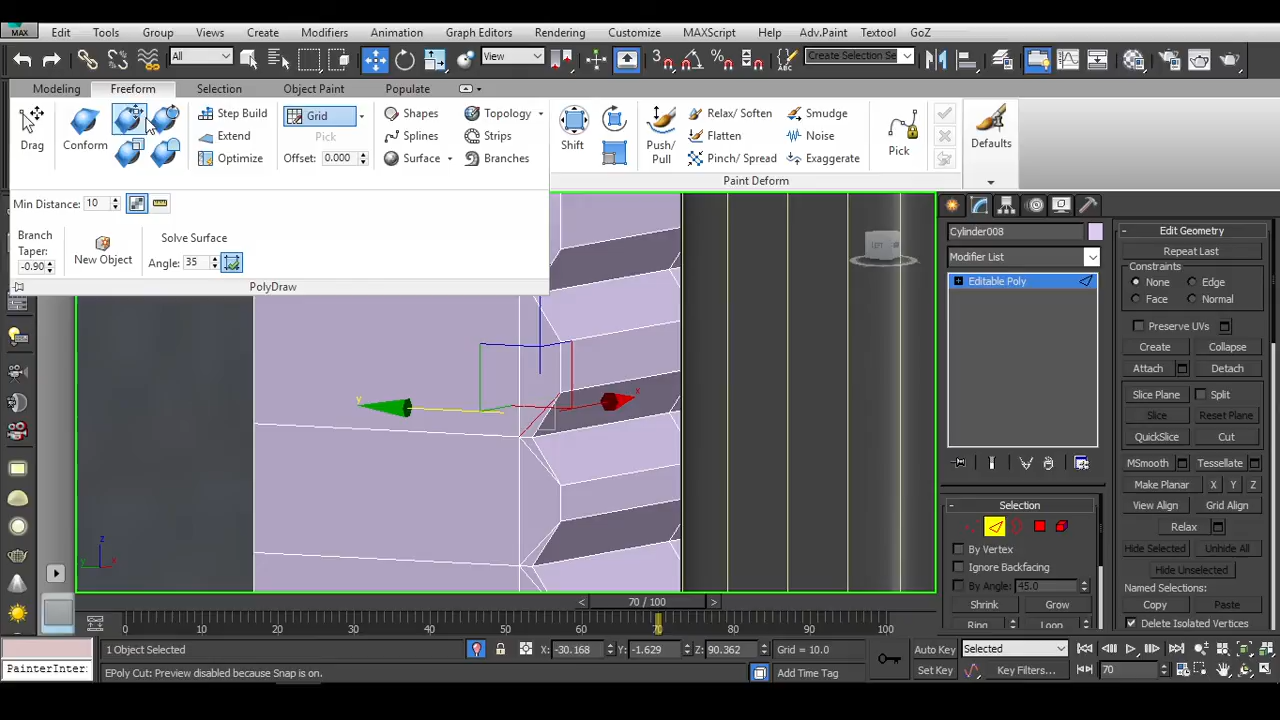 MAX Edit Tools Group Views Create Modifiers Animation Graph Editors Rendering Customize MAXScript Help Adv.Paint Textool GoZ
All View 3 Create Selection Se
Modeling Freeform Selection Object Paint Populate
Drag Conform Step Build Extend Optimize
Grid Pick Offset: 0.000
Shapes Splines Surface
Topology Strips Branches
Shift Push/Pull
Relax/ Soften Flatten Pinch/ Spread
Smudge Noise Exaggerate
Pick Defaults
Paint Deform
Min Distance: 10
Branch Taper: -0.90
New Object
Solve Surface
Angle: 35
PolyDraw
y x
LEFT
z y x
Cylinder008
Modifier List
Editable Poly
- Selection
By Vertex
Ignore Backfacing
By Angle: 45.0
Shrink Grow
Ring Loop
- Edit Geometry
Repeat Last
Constraints
None Edge
Face Normal
Preserve UVs
Create Collapse
Attach Detach
Slice Plane Split
Slice Reset Plane
QuickSlice Cut
MSmooth Tessellate
Make Planar X Y Z
View Align Grid Align
Relax
Hide Selected Unhide All
Hide Unselected
Named Selections:
Copy Paste
Delete Isolated Vertices
< 70 / 100 >
0 10 20 30 40 50 60 70 80 90 100
1 Object Selected X: -30.168 Y: -1.629 Z: 90.362 Grid = 10.0 Auto Key Selected
PainterInter EPoly Cut: Preview disabled because Snap is on. Add Time Tag Set Key Key Filters... 70